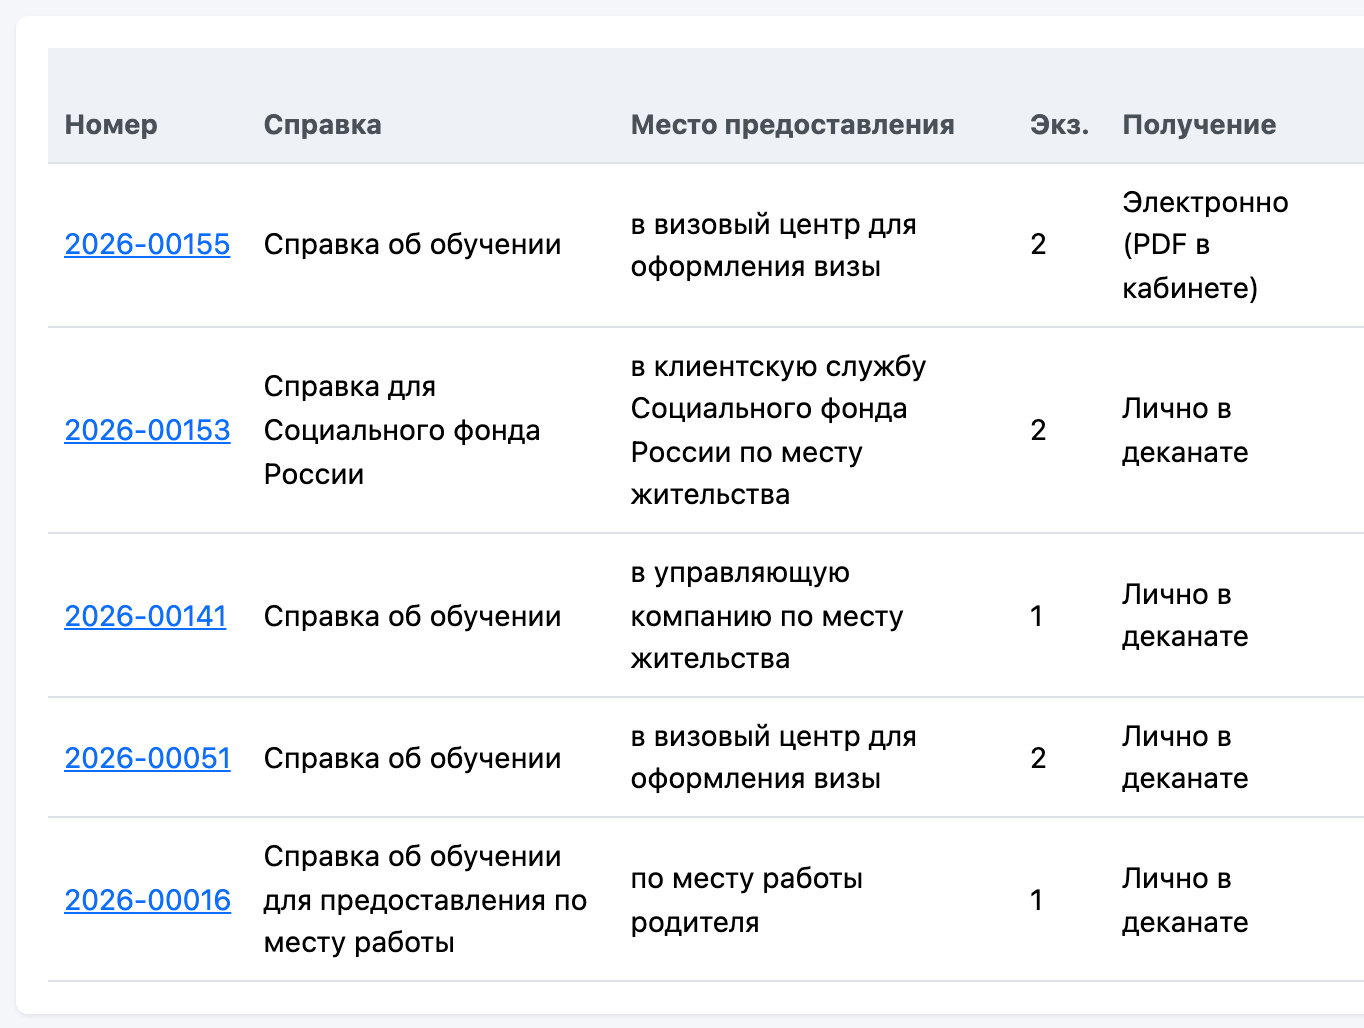 Номер Справка Место предоставления Экз. Получение
2026-00155 Справка об обучении в визовый центр для оформления визы 2 Электронно (PDF в кабинете)
2026-00153 Справка для Социального фонда России в клиентскую службу Социального фонда России по месту жительства 2 Лично в деканате
2026-00141 Справка об обучении в управляющую компанию по месту жительства 1 Лично в деканате
2026-00051 Справка об обучении в визовый центр для оформления визы 2 Лично в деканате
2026-00016 Справка об обучении для предоставления по месту работы по месту работы родителя 1 Лично в деканате